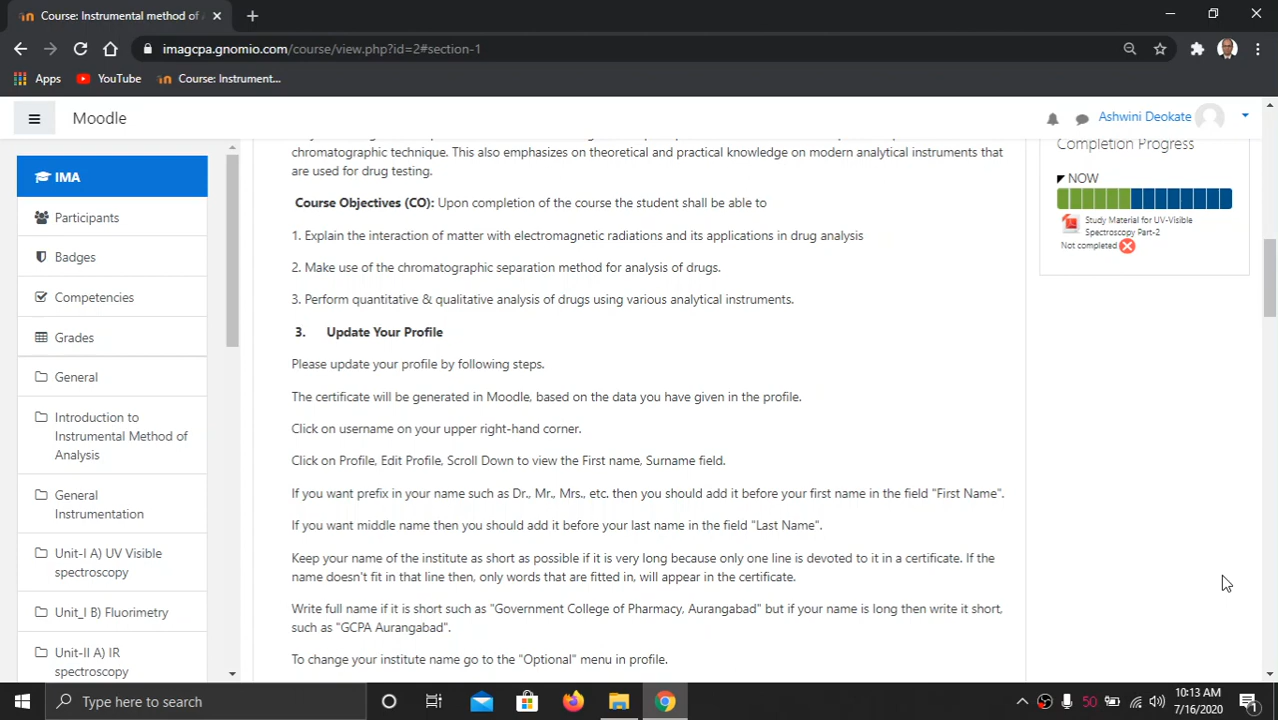 Course: Instrumental method of
imagcpa.gnomio.com/course/view.php?id=2#section-1
Apps
YouTube
Course: Instrument...
Moodle
Ashwini Deokate
IMA
Participants
Badges
Competencies
Grades
General
Introduction to
Instrumental Method of
Analysis
General
Instrumentation
Unit-I A) UV Visible
spectroscopy
Unit_I B) Fluorimetry
Unit-II A) IR
spectroscopy
chromatographic technique. This also emphasizes on theoretical and practical knowledge on modern analytical instruments that
are used for drug testing.
Course Objectives (CO): Upon completion of the course the student shall be able to
1. Explain the interaction of matter with electromagnetic radiations and its applications in drug analysis
2. Make use of the chromatographic separation method for analysis of drugs.
3. Perform quantitative & qualitative analysis of drugs using various analytical instruments.
3. Update Your Profile
Please update your profile by following steps.
The certificate will be generated in Moodle, based on the data you have given in the profile.
Click on username on your upper right-hand corner.
Click on Profile, Edit Profile, Scroll Down to view the First name, Surname field.
If you want prefix in your name such as Dr., Mr., Mrs., etc. then you should add it before your first name in the field "First Name".
If you want middle name then you should add it before your last name in the field "Last Name".
Keep your name of the institute as short as possible if it is very long because only one line is devoted to it in a certificate. If the
name doesn't fit in that line then, only words that are fitted in, will appear in the certificate.
Write full name if it is short such as "Government College of Pharmacy, Aurangabad" but if your name is long then write it short,
such as "GCPA Aurangabad".
To change your institute name go to the "Optional" menu in profile.
Completion Progress
NOW
Study Material for UV-Visible
Spectroscopy Part-2
Not completed
Type here to search
50
10:13 AM
7/16/2020
1